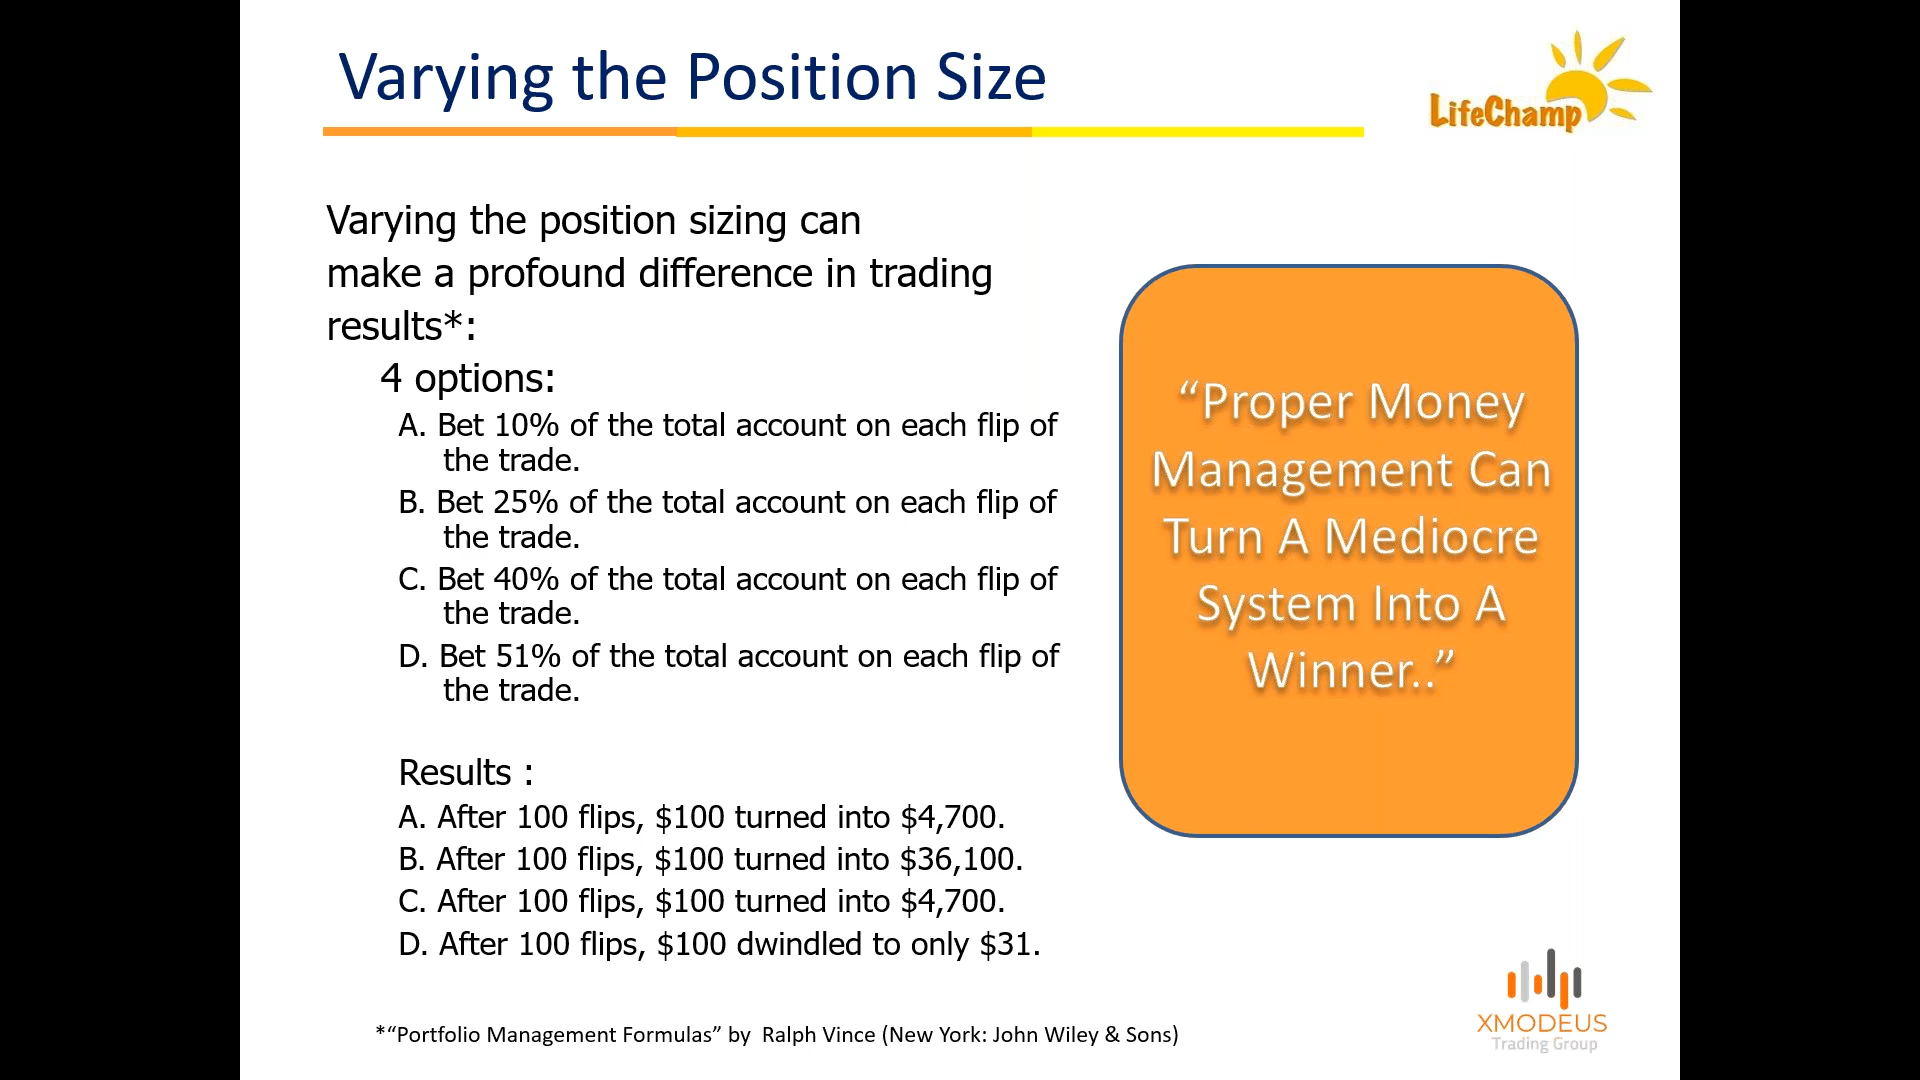 Varying the Position Size
LifeChamp
Varying the position sizing can
make a profound difference in trading
results*:
4 options:
A. Bet 10% of the total account on each flip of
the trade.
B. Bet 25% of the total account on each flip of
the trade.
C. Bet 40% of the total account on each flip of
the trade.
D. Bet 51% of the total account on each flip of
the trade.
Results :
A. After 100 flips, $100 turned into $4,700.
B. After 100 flips, $100 turned into $36,100.
C. After 100 flips, $100 turned into $4,700.
D. After 100 flips, $100 dwindled to only $31.
“Proper Money
Management Can
Turn A Mediocre
System Into A
Winner..”
*“Portfolio Management Formulas” by Ralph Vince (New York: John Wiley & Sons)
XMODEUS
Trading Group